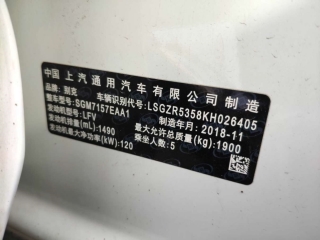 中国 上汽通用汽车有限公司制造
品牌：别克 车辆识别代号：LSGZR5358KH026405
整车型号：SGM7157EAA1 制造年月：2018-11
发动机型号：LFV 最大允许总质量(kg)：1900
发动机排量(mL)：1490 乘坐人数：5
发动机最大净功率(kW)：120